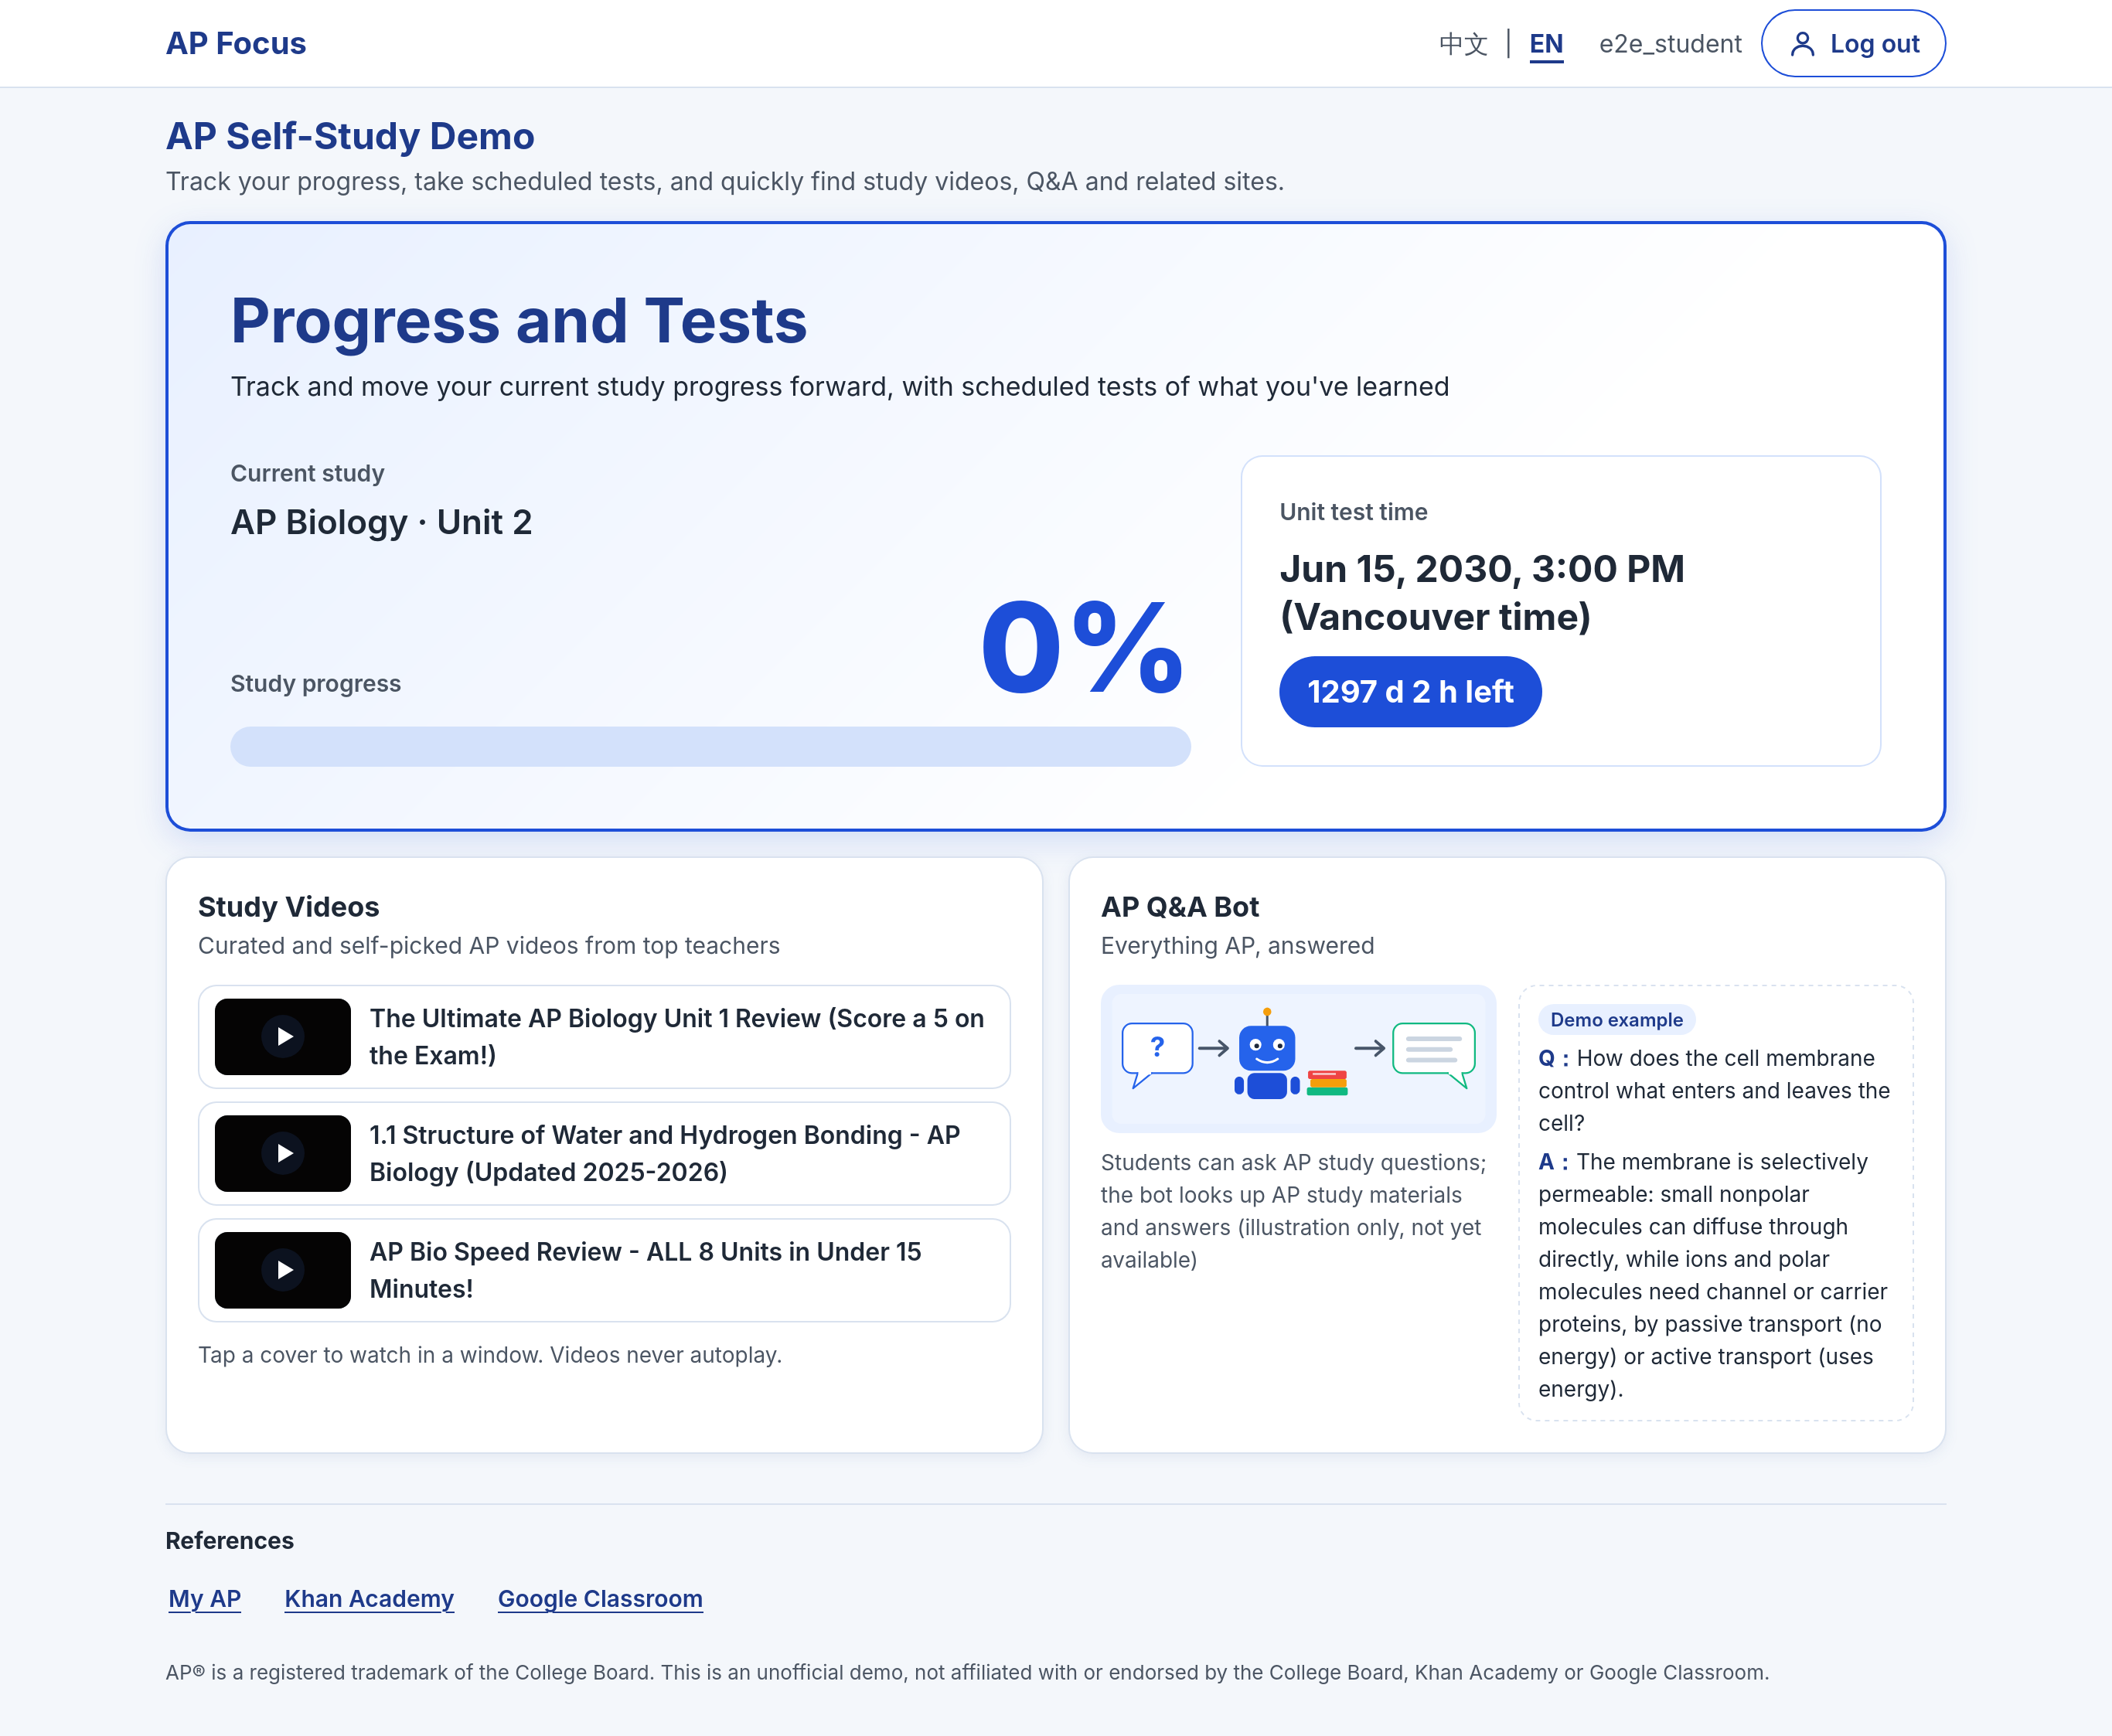 AP Focus
中文 | EN e2e_student Log out
AP Self-Study Demo
Track your progress, take scheduled tests, and quickly find study videos, Q&A and related sites.
Progress and Tests
Track and move your current study progress forward, with scheduled tests of what you've learned
Current study
AP Biology · Unit 2
Study progress
0%
Unit test time
Jun 15, 2030, 3:00 PM
(Vancouver time)
1297 d 2 h left
Study Videos
Curated and self-picked AP videos from top teachers
The Ultimate AP Biology Unit 1 Review (Score a 5 on
the Exam!)
1.1 Structure of Water and Hydrogen Bonding - AP
Biology (Updated 2025-2026)
AP Bio Speed Review - ALL 8 Units in Under 15
Minutes!
Tap a cover to watch in a window. Videos never autoplay.
AP Q&A Bot
Everything AP, answered
?
Students can ask AP study questions;
the bot looks up AP study materials
and answers (illustration only, not yet
available)
Demo example
Q：How does the cell membrane
control what enters and leaves the
cell?
A：The membrane is selectively
permeable: small nonpolar
molecules can diffuse through
directly, while ions and polar
molecules need channel or carrier
proteins, by passive transport (no
energy) or active transport (uses
energy).
References
My AP Khan Academy Google Classroom
AP® is a registered trademark of the College Board. This is an unofficial demo, not affiliated with or endorsed by the College Board, Khan Academy or Google Classroom.